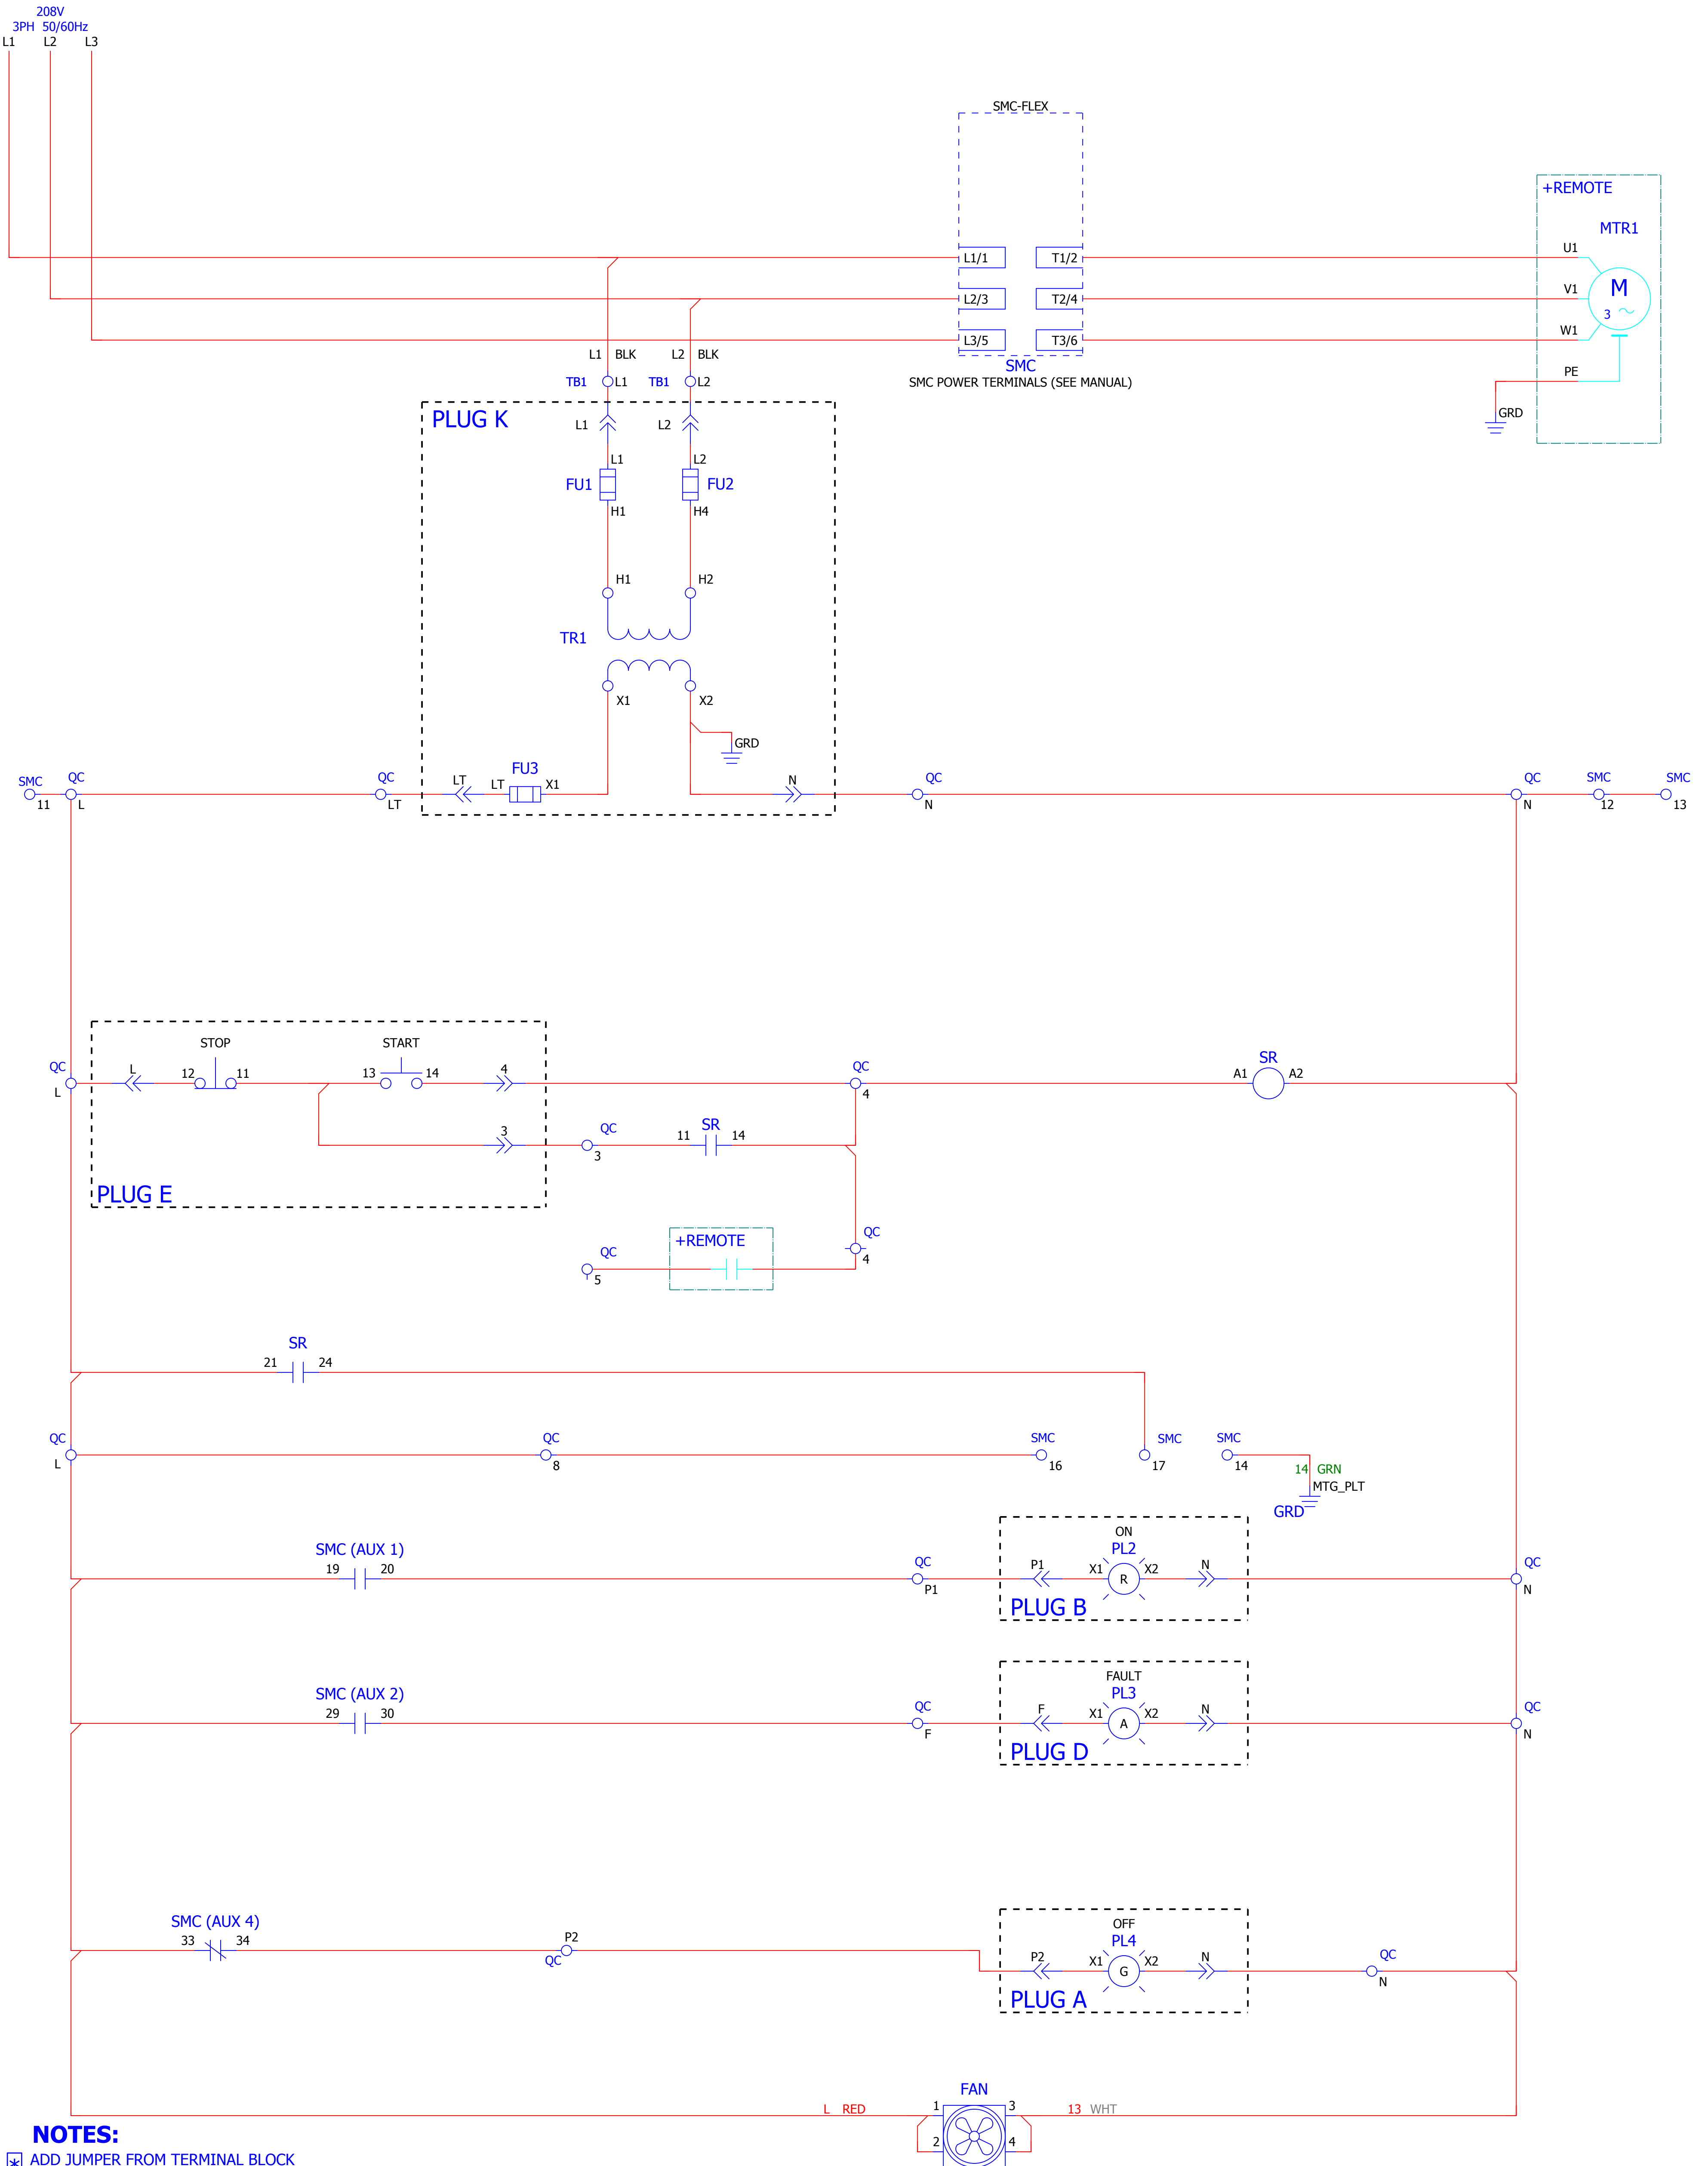 208V
3PH 50/60Hz
L1 L2 L3
SMC-FLEX
+REMOTE
MTR1
L1/1 T1/2 U1
M
3
L2/3 T2/4 V1
L3/5 T3/6 W1
L1 BLK L2 BLK
SMC
PE
TB1 L1 TB1 L2
SMC POWER TERMINALS (SEE MANUAL)
GRD
PLUG K
L1 L2
L1 L2
FU1 FU2
H1 H4
H1 H2
TR1
X1 X2
GRD
FU3
SMC QC QC LT LT X1 N QC QC SMC SMC
11 L LT N N 12 13
STOP START
QC L 12 11 13 14 4 QC SR
L 4 A1 A2
3 QC 11 SR 14
3
PLUG E
+REMOTE
QC QC
5 4
SR
21 24
QC QC SMC SMC SMC
L 8 16 17 14
14 GRN
MTG_PLT
GRD
ON
SMC (AUX 1) PL2
19 20 QC P1 X1 R X2 N QC
P1 N
PLUG B
FAULT
SMC (AUX 2) PL3
29 30 QC F X1 A X2 N QC
F N
PLUG D
OFF
SMC (AUX 4) PL4
33 34 P2 QC P2 X1 G X2 N QC
N
PLUG A
FAN
L RED 1 3 13 WHT
2 4
NOTES:
* ADD JUMPER FROM TERMINAL BLOCK